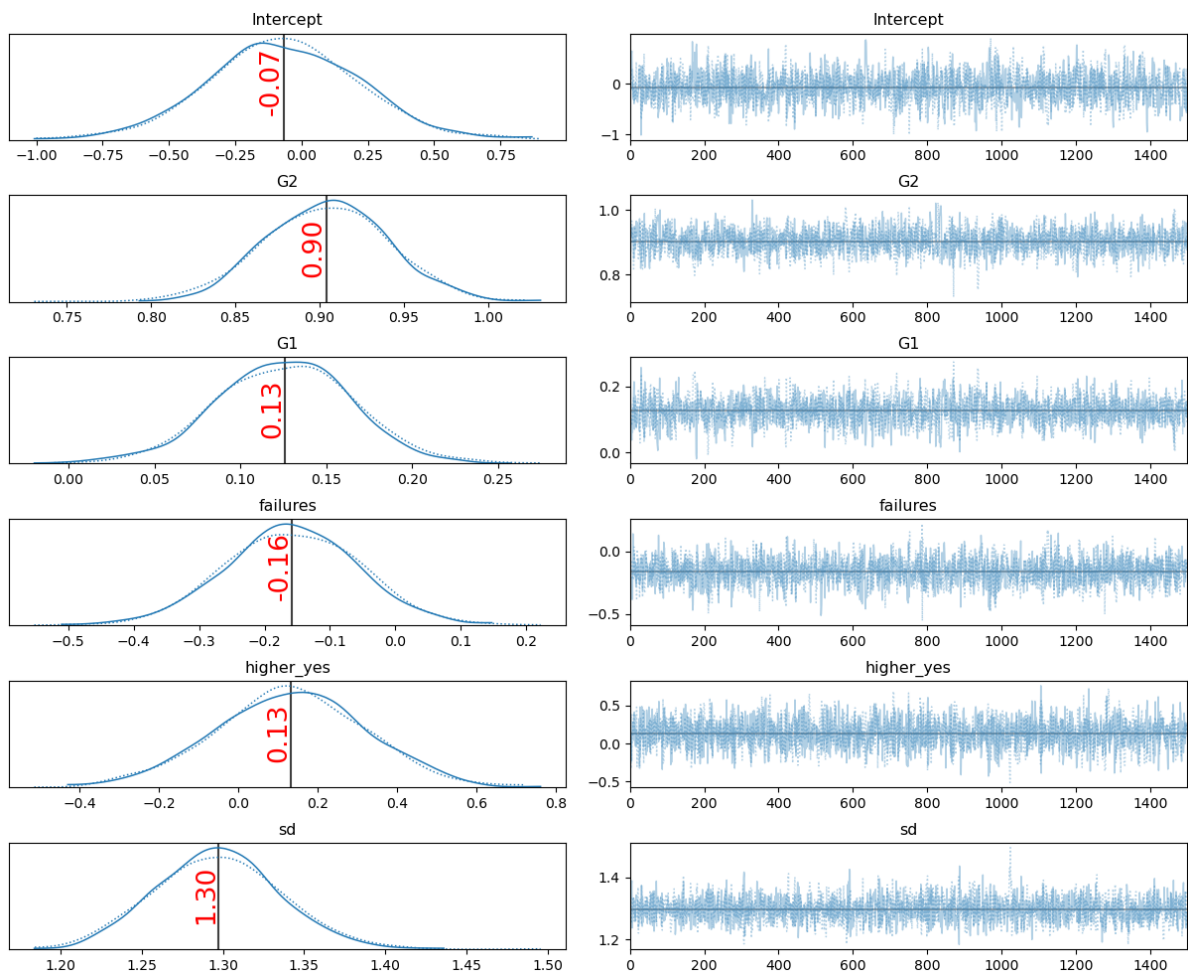 Intercept
-0.07
−1.00 −0.75 −0.50 −0.25 0.00 0.25 0.50 0.75
Intercept
0
−1
0 200 400 600 800 1000 1200 1400
G2
0.90
0.75 0.80 0.85 0.90 0.95 1.00
G2
1.0
0.8
0 200 400 600 800 1000 1200 1400
G1
0.13
0.00 0.05 0.10 0.15 0.20 0.25
G1
0.2
0.0
0 200 400 600 800 1000 1200 1400
failures
-0.16
−0.5 −0.4 −0.3 −0.2 −0.1 0.0 0.1 0.2
failures
0.0
−0.5
0 200 400 600 800 1000 1200 1400
higher_yes
0.13
−0.4 −0.2 0.0 0.2 0.4 0.6 0.8
higher_yes
0.5
0.0
−0.5
0 200 400 600 800 1000 1200 1400
sd
1.30
1.20 1.25 1.30 1.35 1.40 1.45 1.50
sd
1.4
1.2
0 200 400 600 800 1000 1200 1400